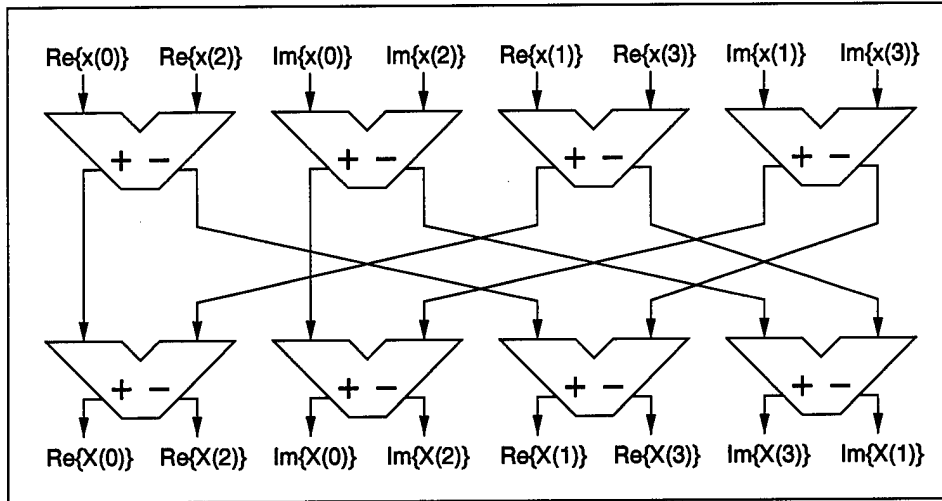 Re{x(0)} Re{x(2)} Im{x(0)} Im{x(2)} Re{x(1)} Re{x(3)} Im{x(1)} Im{x(3)}
+ − + − + − + −
+ − + − + − + −
Re{X(0)} Re{X(2)} Im{X(0)} Im{X(2)} Re{X(1)} Re{X(3)} Im{X(3)} Im{X(1)}